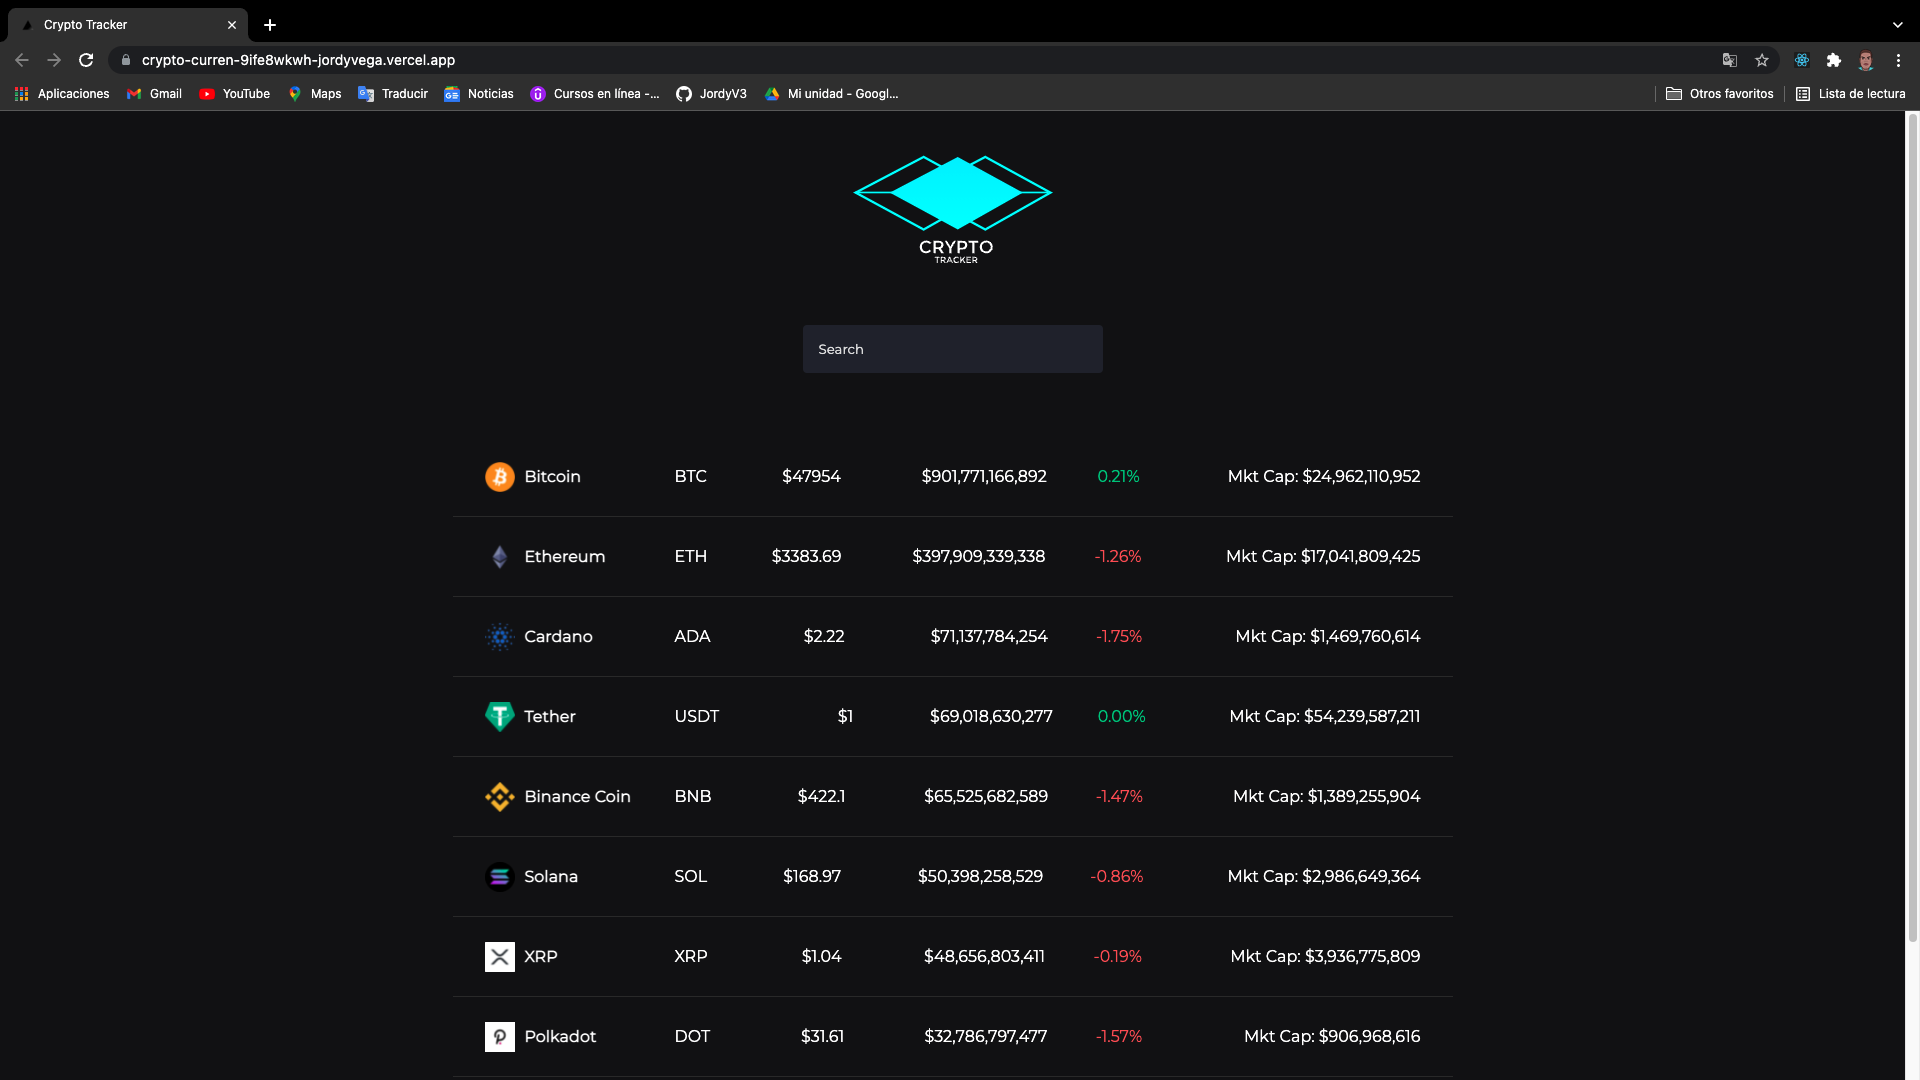 Crypto Tracker
crypto-curren-9ife8wkwh-jordyvega.vercel.app
Aplicaciones Gmail YouTube Maps Traducir Noticias Cursos en línea -... JordyV3 Mi unidad - Googl... Otros favoritos Lista de lectura
CRYPTO
TRACKER
Search
Bitcoin BTC $47954 $901,771,166,892 0.21% Mkt Cap: $24,962,110,952
Ethereum ETH $3383.69 $397,909,339,338 -1.26% Mkt Cap: $17,041,809,425
Cardano ADA $2.22 $71,137,784,254 -1.75% Mkt Cap: $1,469,760,614
Tether USDT $1 $69,018,630,277 0.00% Mkt Cap: $54,239,587,211
Binance Coin BNB $422.1 $65,525,682,589 -1.47% Mkt Cap: $1,389,255,904
Solana SOL $168.97 $50,398,258,529 -0.86% Mkt Cap: $2,986,649,364
XRP XRP $1.04 $48,656,803,411 -0.19% Mkt Cap: $3,936,775,809
Polkadot DOT $31.61 $32,786,797,477 -1.57% Mkt Cap: $906,968,616